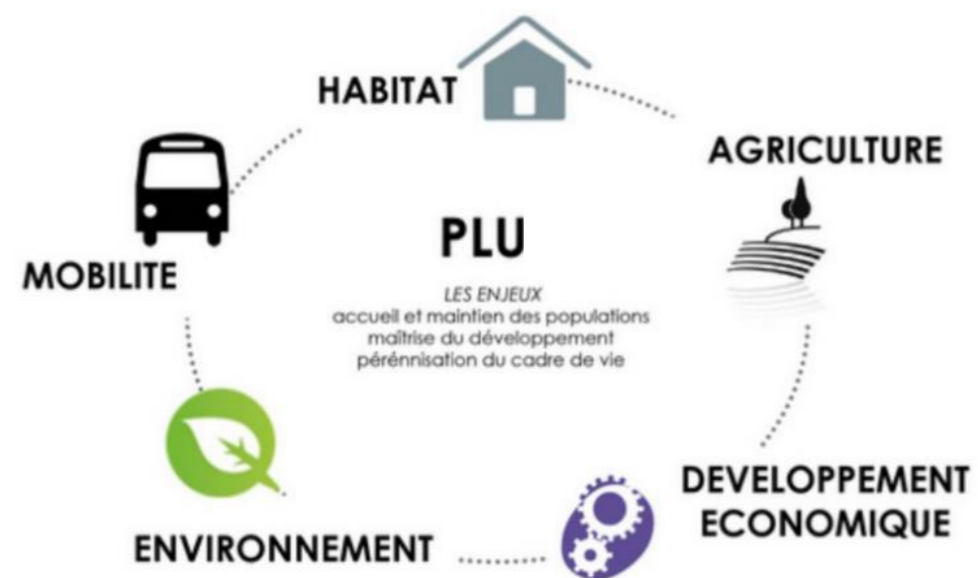 HABITAT
AGRICULTURE
MOBILITE
PLU
LES ENJEUX
accueil et maintien des populations
maîtrise du développement
pérénnisation du cadre de vie
DEVELOPPEMENT
ECONOMIQUE
ENVIRONNEMENT